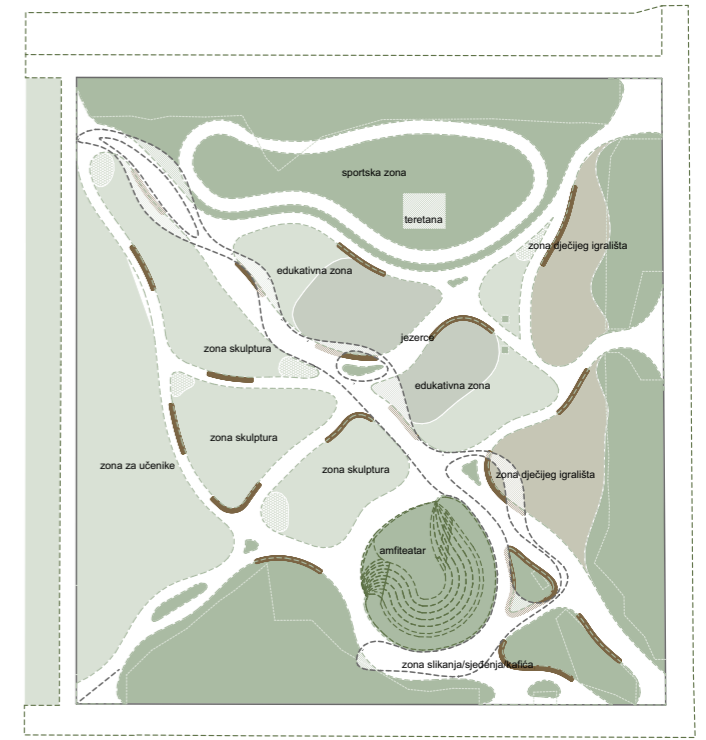 sportska zona
teretana
zona dječijeg igrališta
edukativna zona
jezerce
zona skulptura
edukativna zona
zona skulptura
zona za učenike
zona skulptura
zona dječijeg igrališta
amfiteatar
zona slikanja/sjeđenja/kafića